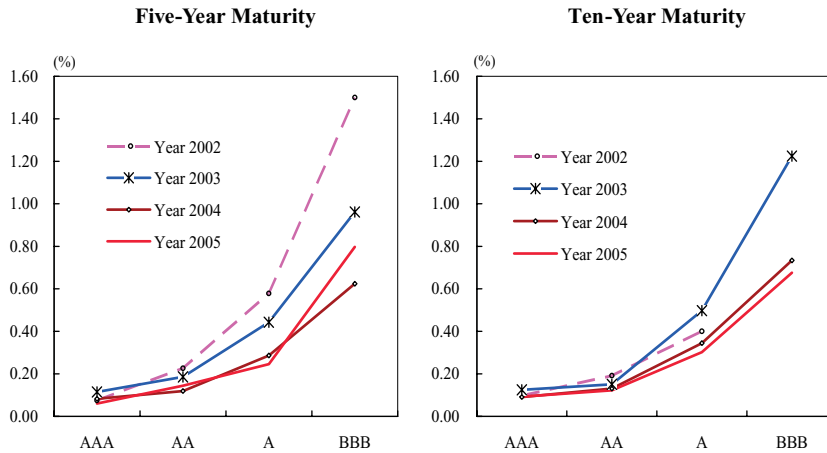 Five-Year Maturity
(%)
1.60
1.40
1.20
1.00
0.80
0.60
0.40
0.20
0.00
Year 2002
Year 2003
Year 2004
Year 2005
AAA AA A BBB
Ten-Year Maturity
(%)
1.60
1.40
1.20
1.00
0.80
0.60
0.40
0.20
0.00
Year 2002
Year 2003
Year 2004
Year 2005
AAA AA A BBB